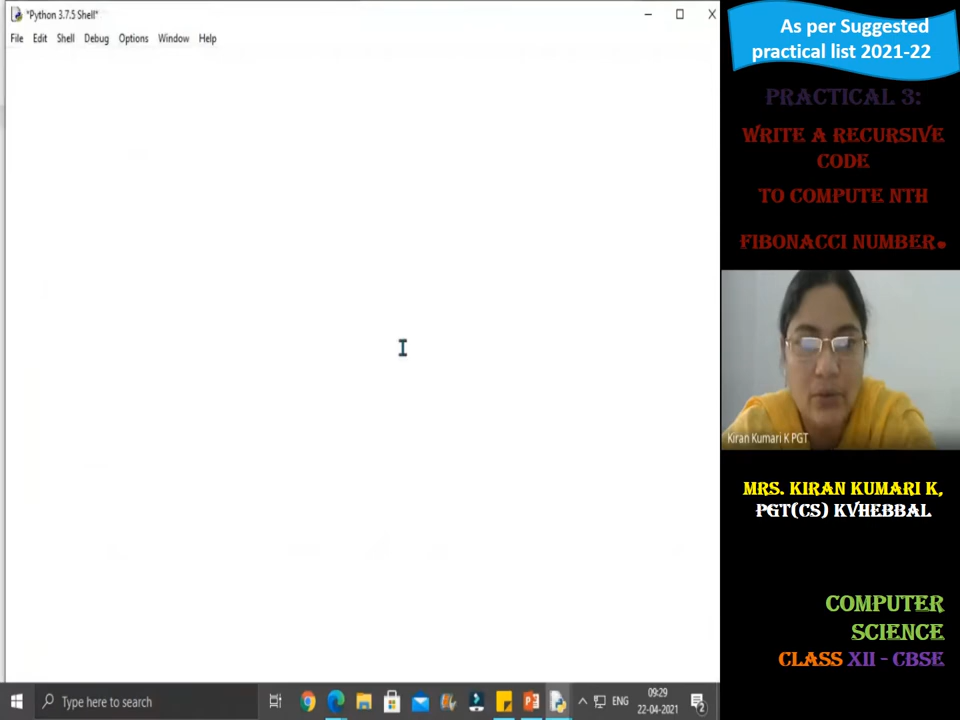 *Python 3.7.5 Shell*
File Edit Shell Debug Options Window Help
As per Suggested
practical list 2021-22
PRACTICAL 3:
WRITE A RECURSIVE
CODE
TO COMPUTE NTH
FIBONACCI NUMBER.
Kiran Kumari K PGT
MRS. KIRAN KUMARI K,
PGT(CS) KVHEBBAL
COMPUTER
SCIENCE
CLASS XII - CBSE
Type here to search
ENG
09:29
22-04-2021
2